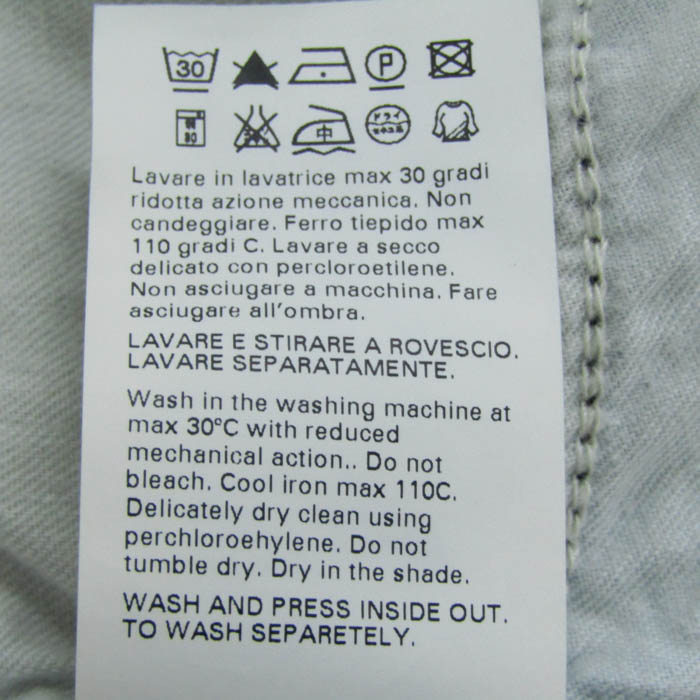 30
P
30
中
ドライ
Lavare in lavatrice max 30 gradi
ridotta azione meccanica. Non
candeggiare. Ferro tiepido max
110 gradi C. Lavare a secco
delicato con percloroetilene.
Non asciugare a macchina. Fare
asciugare all'ombra.
LAVARE E STIRARE A ROVESCIO.
LAVARE SEPARATAMENTE.
Wash in the washing machine at
max 30°C with reduced
mechanical action.. Do not
bleach. Cool iron max 110C.
Delicately dry clean using
perchloroehylene. Do not
tumble dry. Dry in the shade.
WASH AND PRESS INSIDE OUT.
TO WASH SEPARETELY.